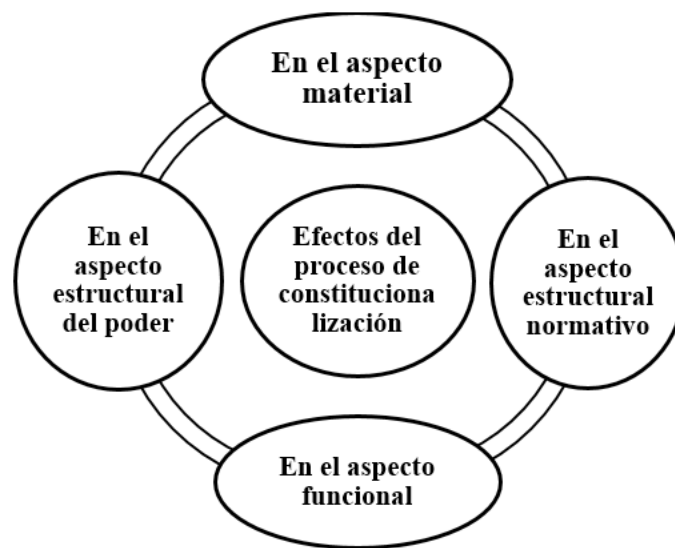 En el aspecto
material
En el
aspecto
estructural
del poder
Efectos del
proceso de
constituciona
lización
En el
aspecto
estructural
normativo
En el aspecto
funcional